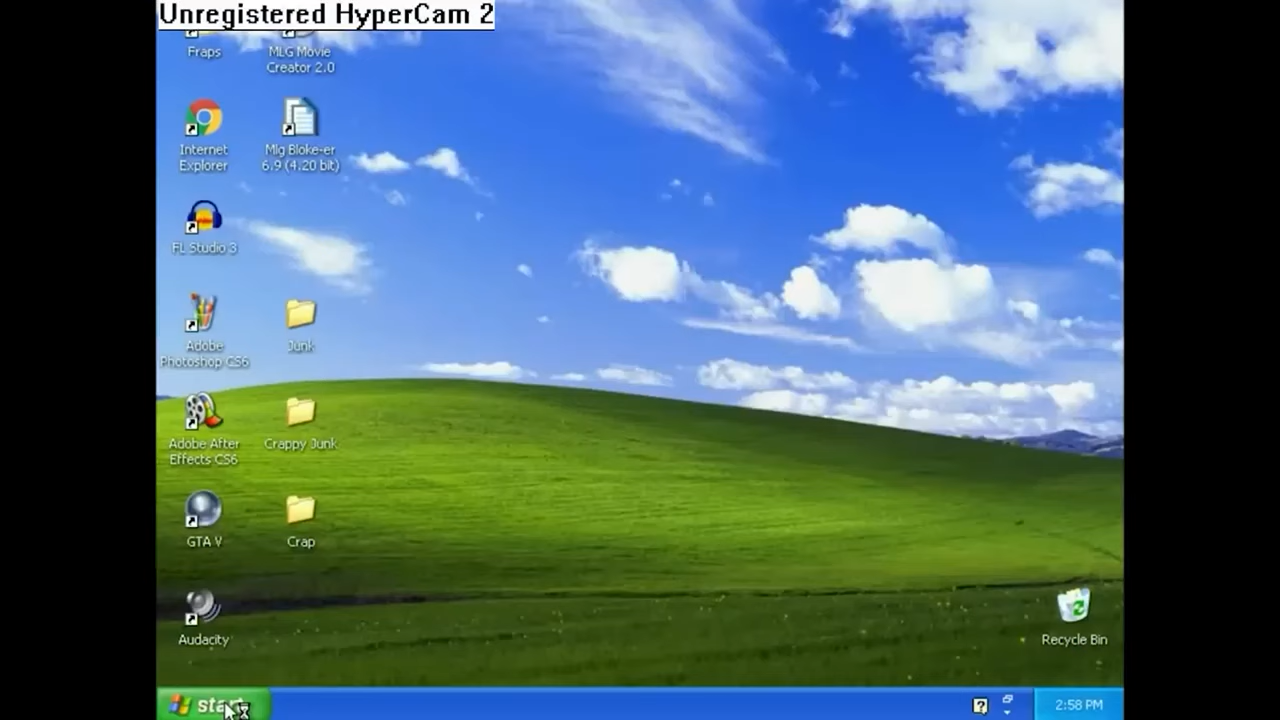 Unregistered HyperCam 2
Fraps
MLG Movie
Creator 2.0
Internet
Explorer
Mlg Bloke-er
6.9 (4.20 bit)
FL Studio 3
Adobe
Photoshop CS6
Junk
Adobe After
Effects CS6
Crappy Junk
GTA V
Crap
Audacity
Recycle Bin
start
?
2:58 PM